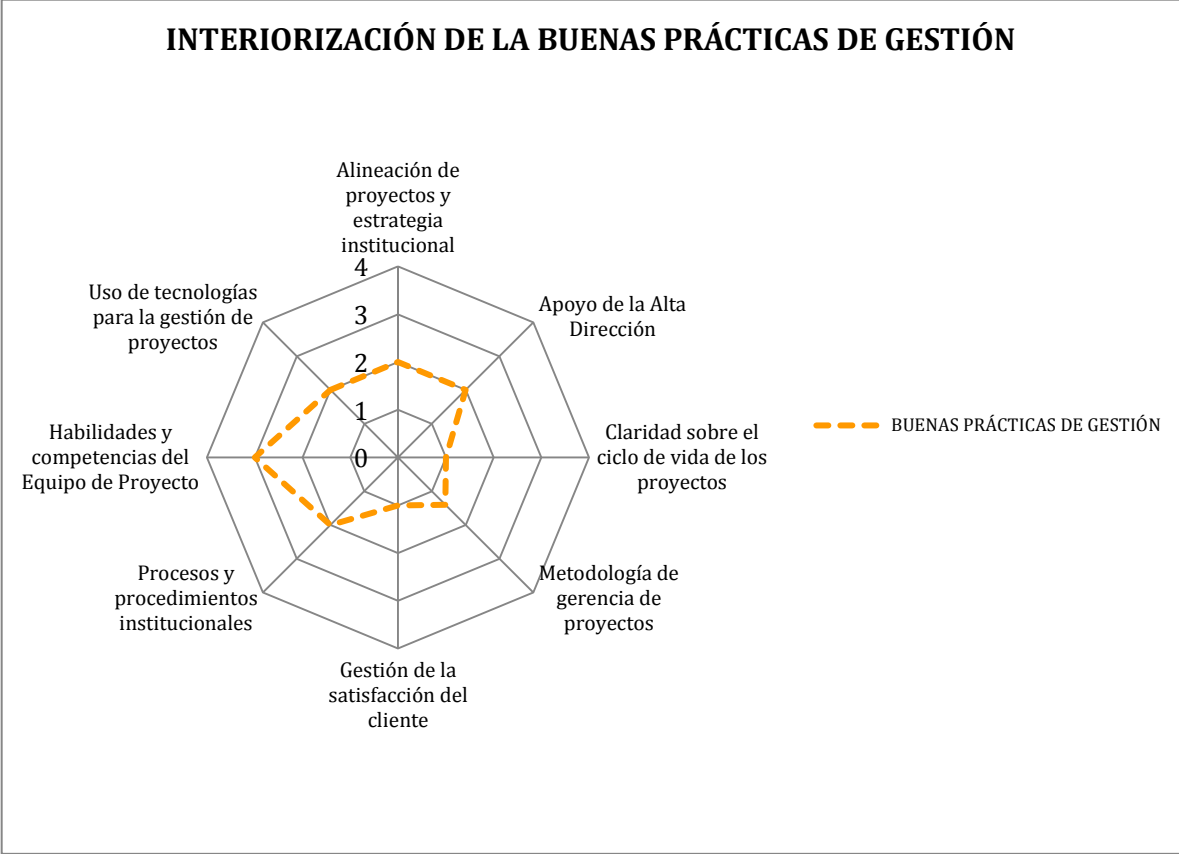 INTERIORIZACIÓN DE LA BUENAS PRÁCTICAS DE GESTIÓN
Alineación de
proyectos y
estrategia
institucional
4
3
2
1
0
Apoyo de la Alta
Dirección
Claridad sobre el
ciclo de vida de los
proyectos
Metodología de
gerencia de
proyectos
Gestión de la
satisfacción del
cliente
Procesos y
procedimientos
institucionales
Habilidades y
competencias del
Equipo de Proyecto
Uso de tecnologías
para la gestión de
proyectos
BUENAS PRÁCTICAS DE GESTIÓN